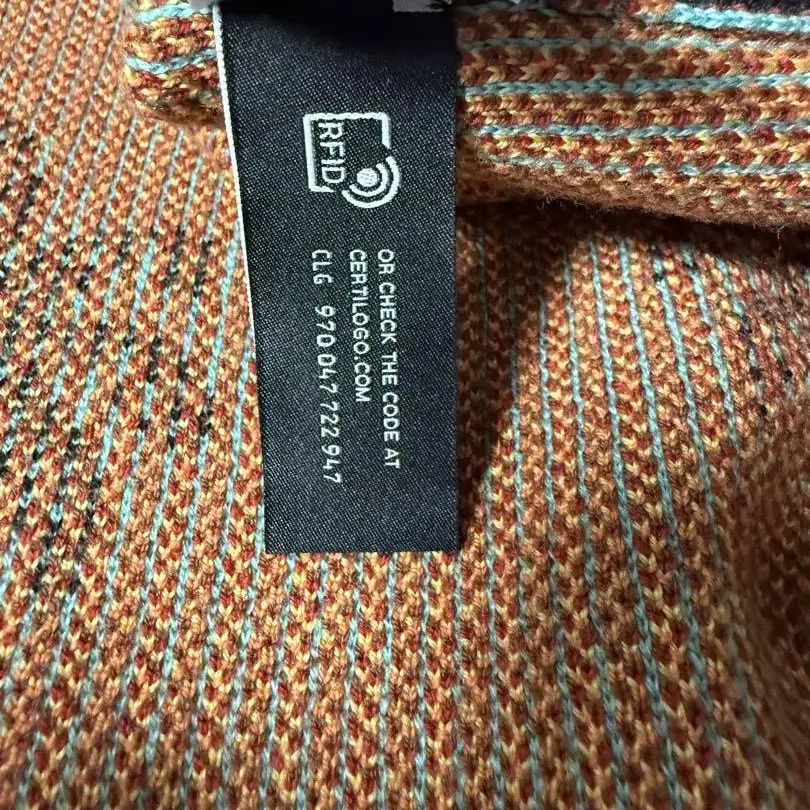 RFID
OR CHECK THE CODE AT
CERTILOGO.COM
CLG 970 047 722 947